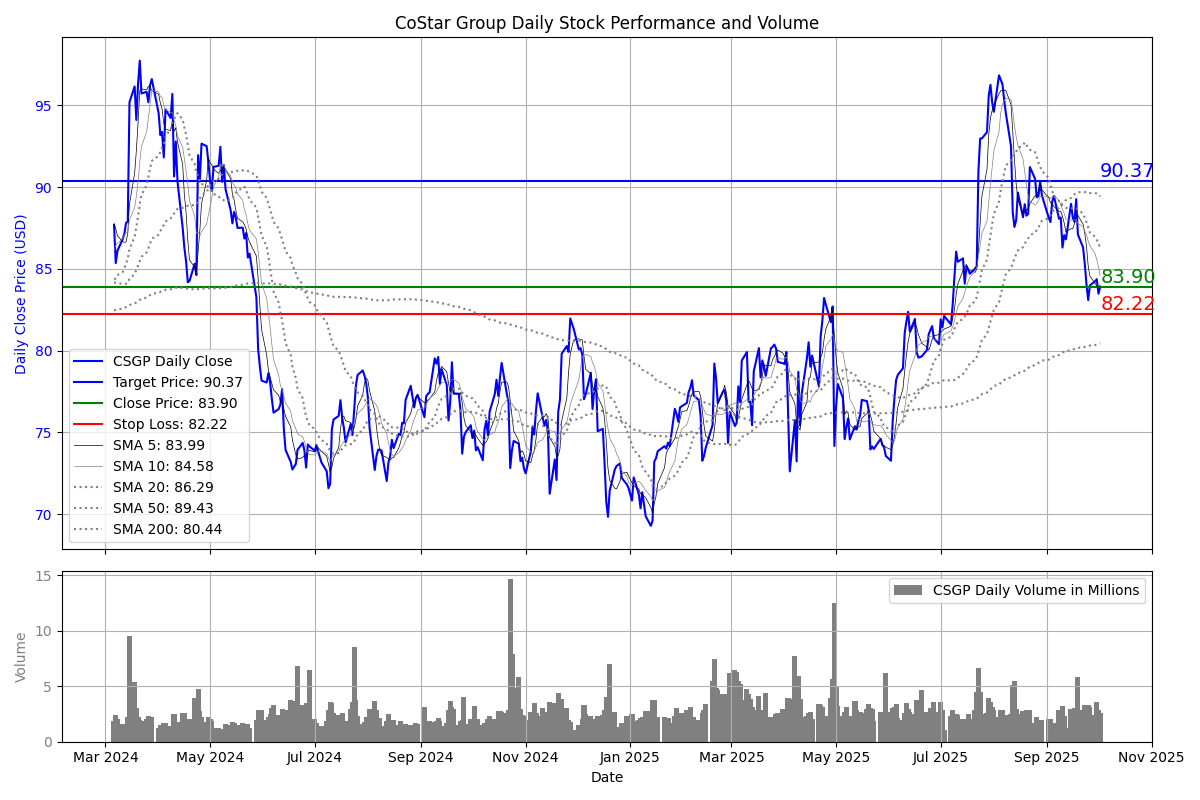 CoStar Group Daily Stock Performance and Volume
Daily Close Price (USD)
95
90
85
80
75
70
90.37
83.90
82.22
CSGP Daily Close
Target Price: 90.37
Close Price: 83.90
Stop Loss: 82.22
SMA 5: 83.99
SMA 10: 84.58
SMA 20: 86.29
SMA 50: 89.43
SMA 200: 80.44
Volume
15
10
5
0
CSGP Daily Volume in Millions
Mar 2024 May 2024 Jul 2024 Sep 2024 Nov 2024 Jan 2025 Mar 2025 May 2025 Jul 2025 Sep 2025 Nov 2025
Date